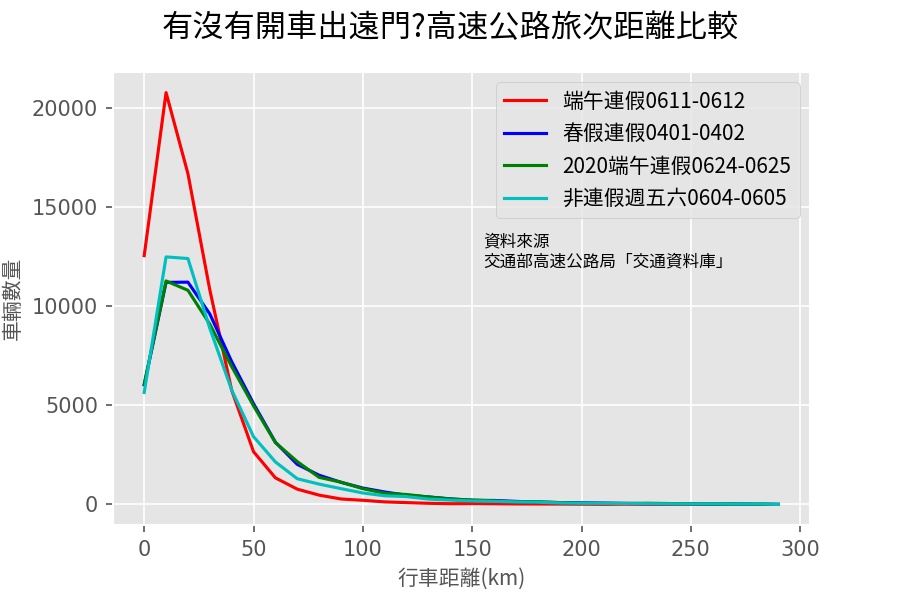 有沒有開車出遠門?高速公路旅次距離比較
20000
15000
10000
5000
0
車輛數量
端午連假0611-0612
春假連假0401-0402
2020端午連假0624-0625
非連假週五六0604-0605
資料來源
交通部高速公路局「交通資料庫」
0 50 100 150 200 250 300
行車距離(km)